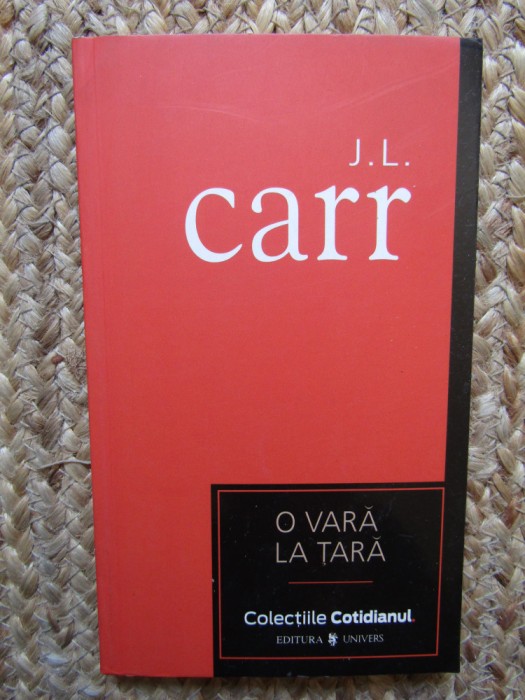 J.L.
carr
O VARĂ
LA ȚARĂ
Colecțiile Cotidianul.
EDITURA UNIVERS